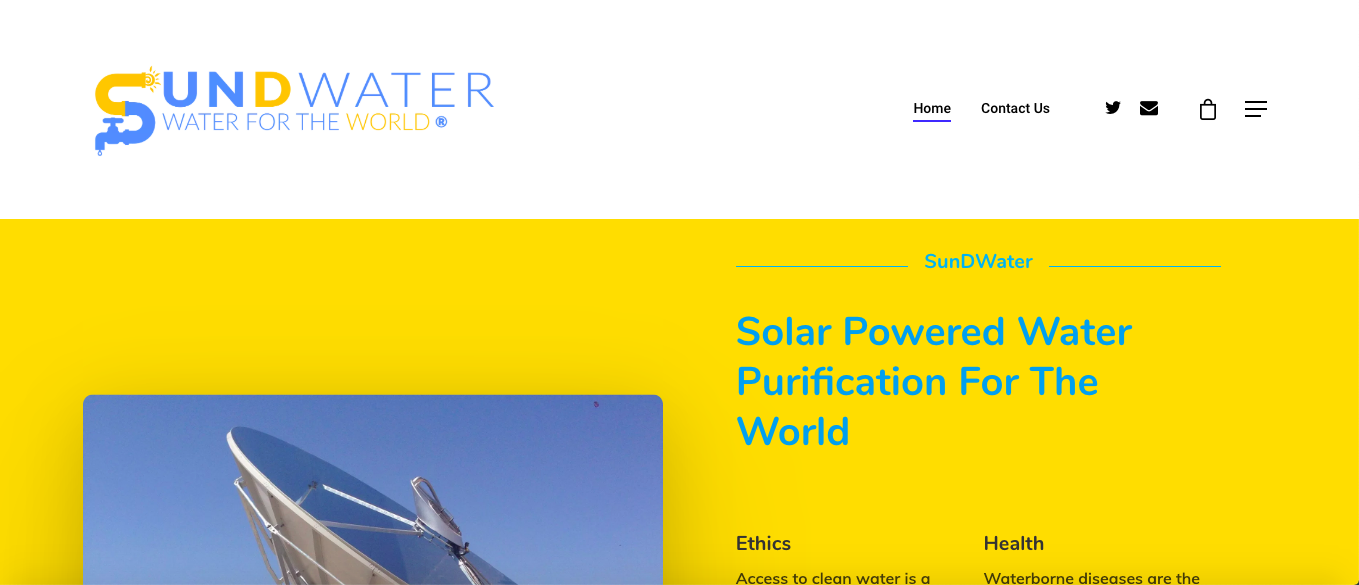 SUNDWATER
WATER FOR THE WORLD ®
Home
Contact Us
SunDWater
Solar Powered Water
Purification For The
World
Ethics
Health
Access to clean water is a
Waterborne diseases are the